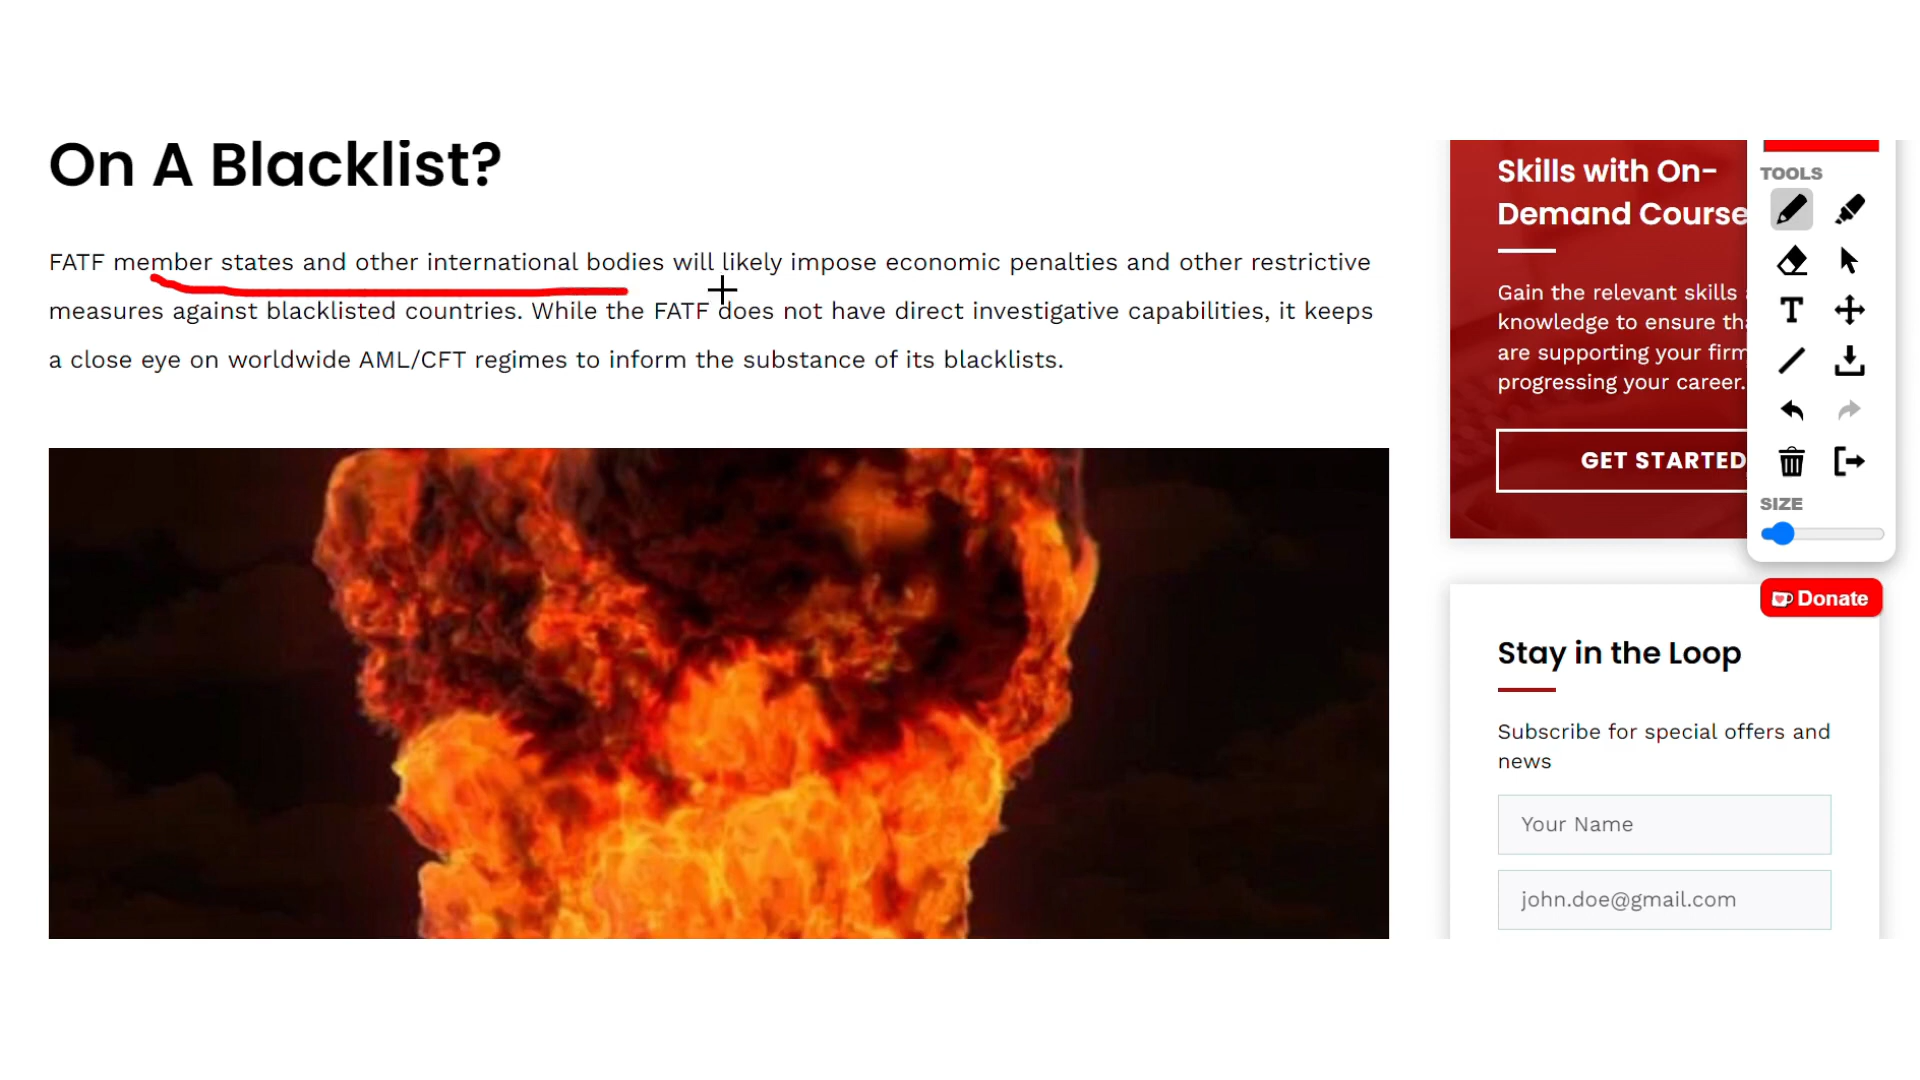 On A Blacklist?
FATF member states and other international bodies will likely impose economic penalties and other restrictive
measures against blacklisted countries. While the FATF does not have direct investigative capabilities, it keeps
a close eye on worldwide AML/CFT regimes to inform the substance of its blacklists.
Skills with On-
Demand Course
Gain the relevant skills
knowledge to ensure
are supporting your firm
progressing your career.
GET STARTED
TOOLS
SIZE
Donate
Stay in the Loop
Subscribe for special offers and
news
Your Name
john.doe@gmail.com